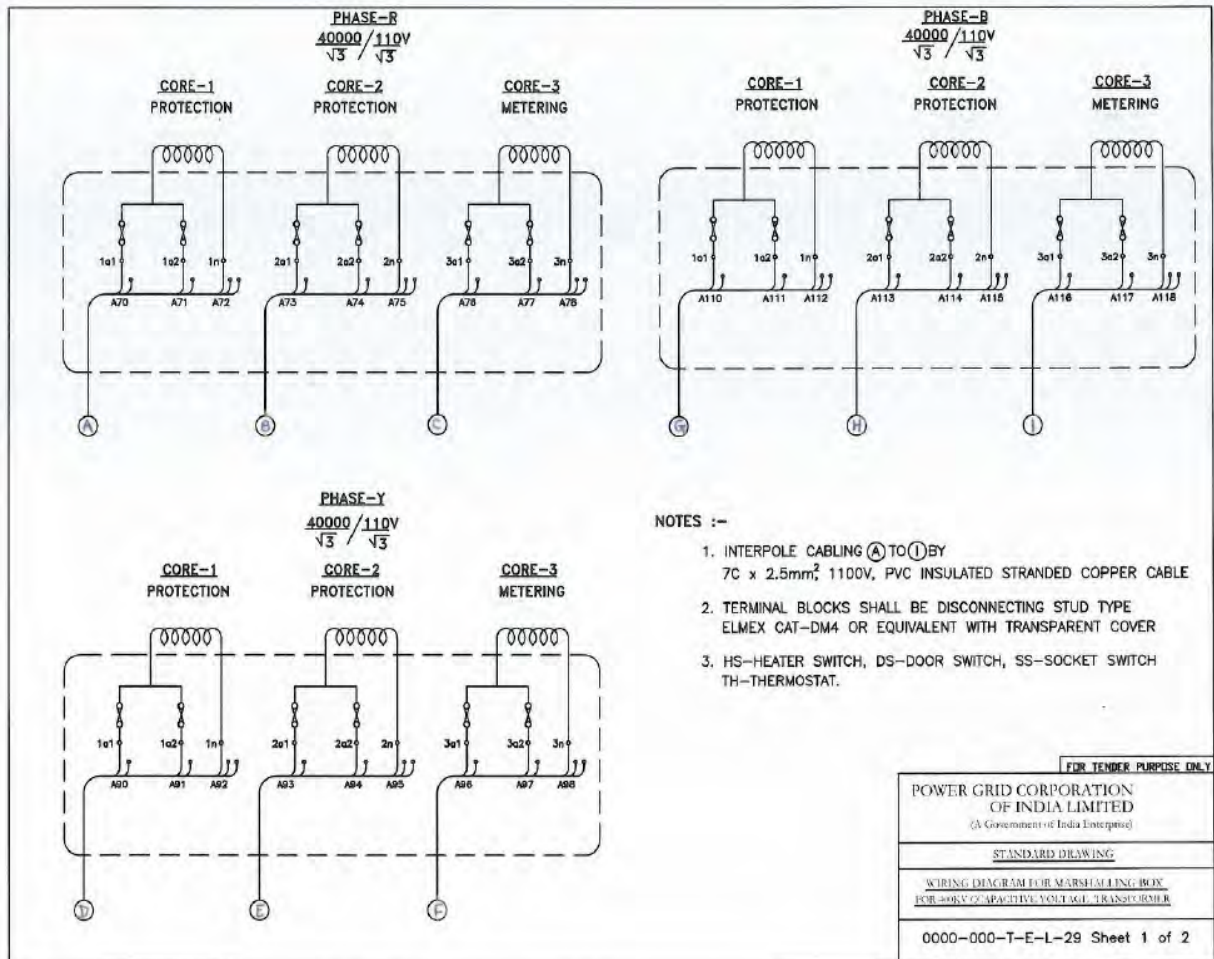 PHASE-R
40000/√3 / 110V/√3
CORE-1 CORE-2 CORE-3
PROTECTION PROTECTION METERING
1a1 1a2 1n 2a1 2a2 2n 3a1 3a2 3n
A70 A71 A72 A73 A74 A75 A76 A77 A78
A B C
PHASE-B
40000/√3 / 110V/√3
CORE-1 CORE-2 CORE-3
PROTECTION PROTECTION METERING
1a1 1a2 1n 2a1 2a2 2n 3a1 3a2 3n
A110 A111 A112 A113 A114 A115 A116 A117 A118
G H I
PHASE-Y
40000/√3 / 110V/√3
CORE-1 CORE-2 CORE-3
PROTECTION PROTECTION METERING
1a1 1a2 1n 2a1 2a2 2n 3a1 3a2 3n
A90 A91 A92 A93 A94 A95 A96 A97 A98
D E F
NOTES :-
1. INTERPOLE CABLING Ⓐ TO Ⓘ BY
7C x 2.5mm², 1100V, PVC INSULATED STRANDED COPPER CABLE
2. TERMINAL BLOCKS SHALL BE DISCONNECTING STUD TYPE
ELMEX CAT-DM4 OR EQUIVALENT WITH TRANSPARENT COVER
3. HS-HEATER SWITCH, DS-DOOR SWITCH, SS-SOCKET SWITCH
TH-THERMOSTAT.
FOR TENDER PURPOSE ONLY
POWER GRID CORPORATION
OF INDIA LIMITED
(A Government of India Enterprise)
STANDARD DRAWING
WIRING DIAGRAM FOR MARSHALLING BOX
FOR 400KV CAPACITIVE VOLTAGE TRANSFORMER
0000-000-T-E-L-29 Sheet 1 of 2